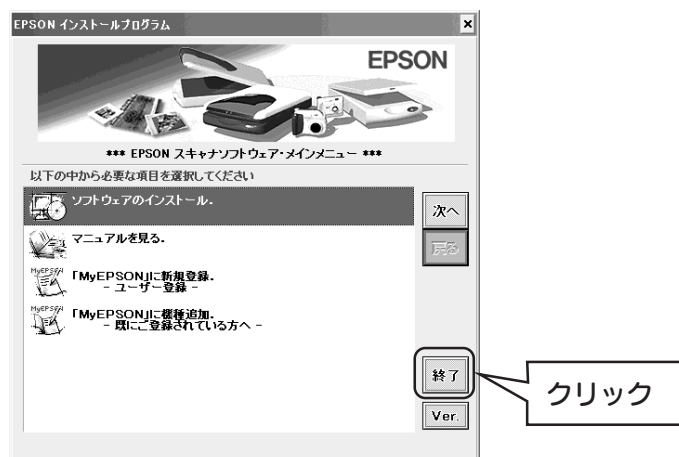 EPSON インストールプログラム
EPSON
*** EPSON スキャナソフトウェア・メインメニュー ***
以下の中から必要な項目を選択してください
ソフトウェアのインストール.
次へ
マニュアルを見る.
戻る
MyEPSON
「MyEPSON」に新規登録.
- ユーザー登録 -
MyEPSON
「MyEPSON」に機種追加.
- 既にご登録されている方へ -
終了
クリック
Ver.